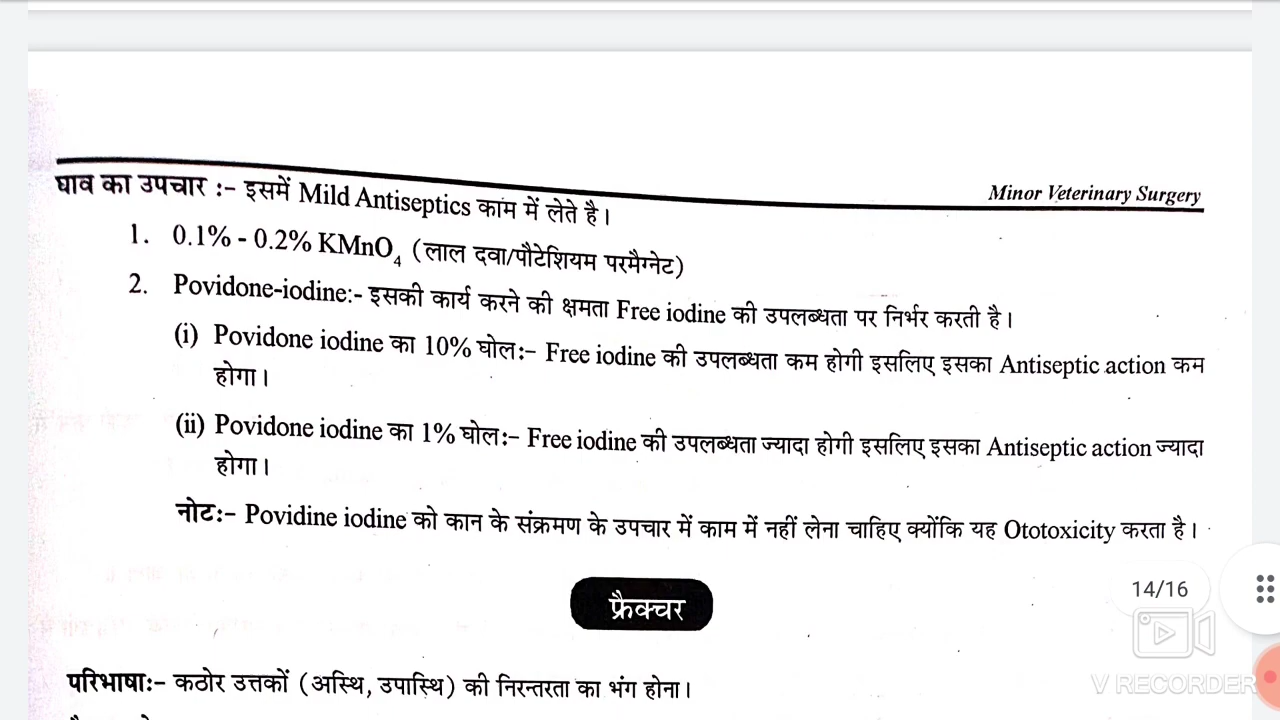 Minor Veterinary Surgery
घाव का उपचार :- इसमें Mild Antiseptics काम में लेते है।
1. 0.1% - 0.2% KMnO₄ (लाल दवा/पौटेशियम परमैग्नेट)
2. Povidone-iodine:- इसकी कार्य करने की क्षमता Free iodine की उपलब्धता पर निर्भर करती है।
(i) Povidone iodine का 10% घोल:- Free iodine की उपलब्धता कम होगी इसलिए इसका Antiseptic action कम
होगा।
(ii) Povidone iodine का 1% घोल:- Free iodine की उपलब्धता ज्यादा होगी इसलिए इसका Antiseptic action ज्यादा
होगा।
नोट:- Povidine iodine को कान के संक्रमण के उपचार में काम में नहीं लेना चाहिए क्योंकि यह Ototoxicity करता है।
14/16
फ्रैक्चर
परिभाषा:- कठोर उत्तकों (अस्थि, उपास्थि) की निरन्तरता का भंग होना।
V RECORDER